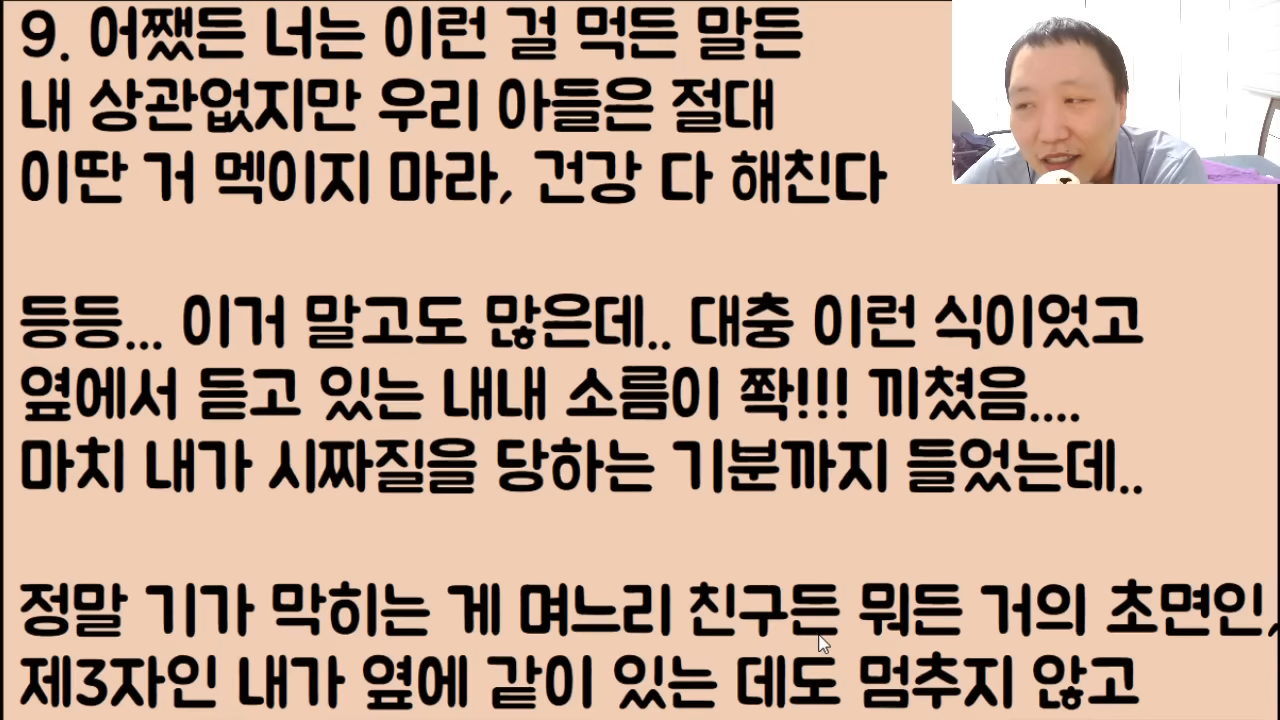 9. 어쨌든 너는 이런 걸 먹든 말든
내 상관없지만 우리 아들은 절대
이딴 거 멕이지 마라, 건강 다 해친다
등등... 이거 말고도 많은데.. 대충 이런 식이었고
옆에서 듣고 있는 내내 소름이 쫙!!! 끼쳤음....
마치 내가 시짜질을 당하는 기분까지 들었는데..
정말 기가 막히는 게 며느리 친구든 뭐든 거의 초면인,
제3자인 내가 옆에 같이 있는 데도 멈추지 않고